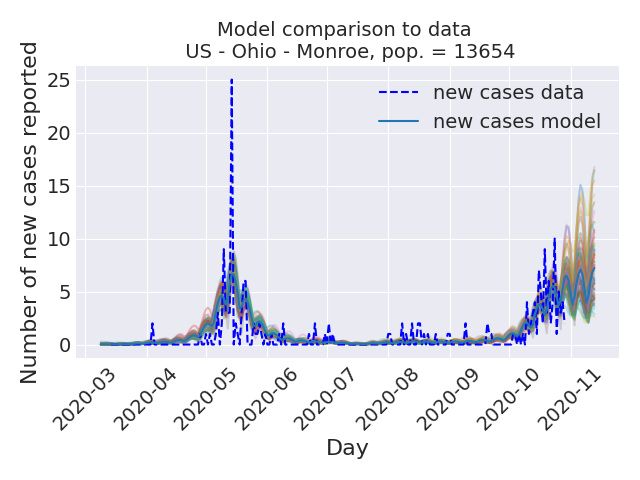 Model comparison to data
US - Ohio - Monroe, pop. = 13654
Number of new cases reported
25
20
15
10
5
0
new cases data
new cases model
2020-03
2020-04
2020-05
2020-06
2020-07
2020-08
2020-09
2020-10
2020-11
Day